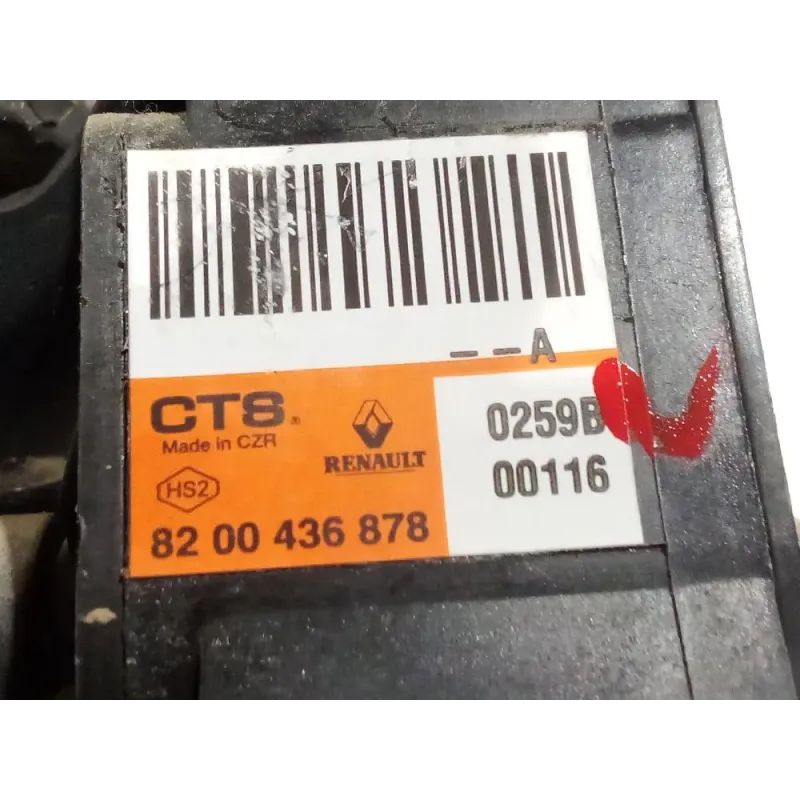 – – A
CTS®
Made in CZR
RENAULT
HS2
82 00 436 878
0259B
00116